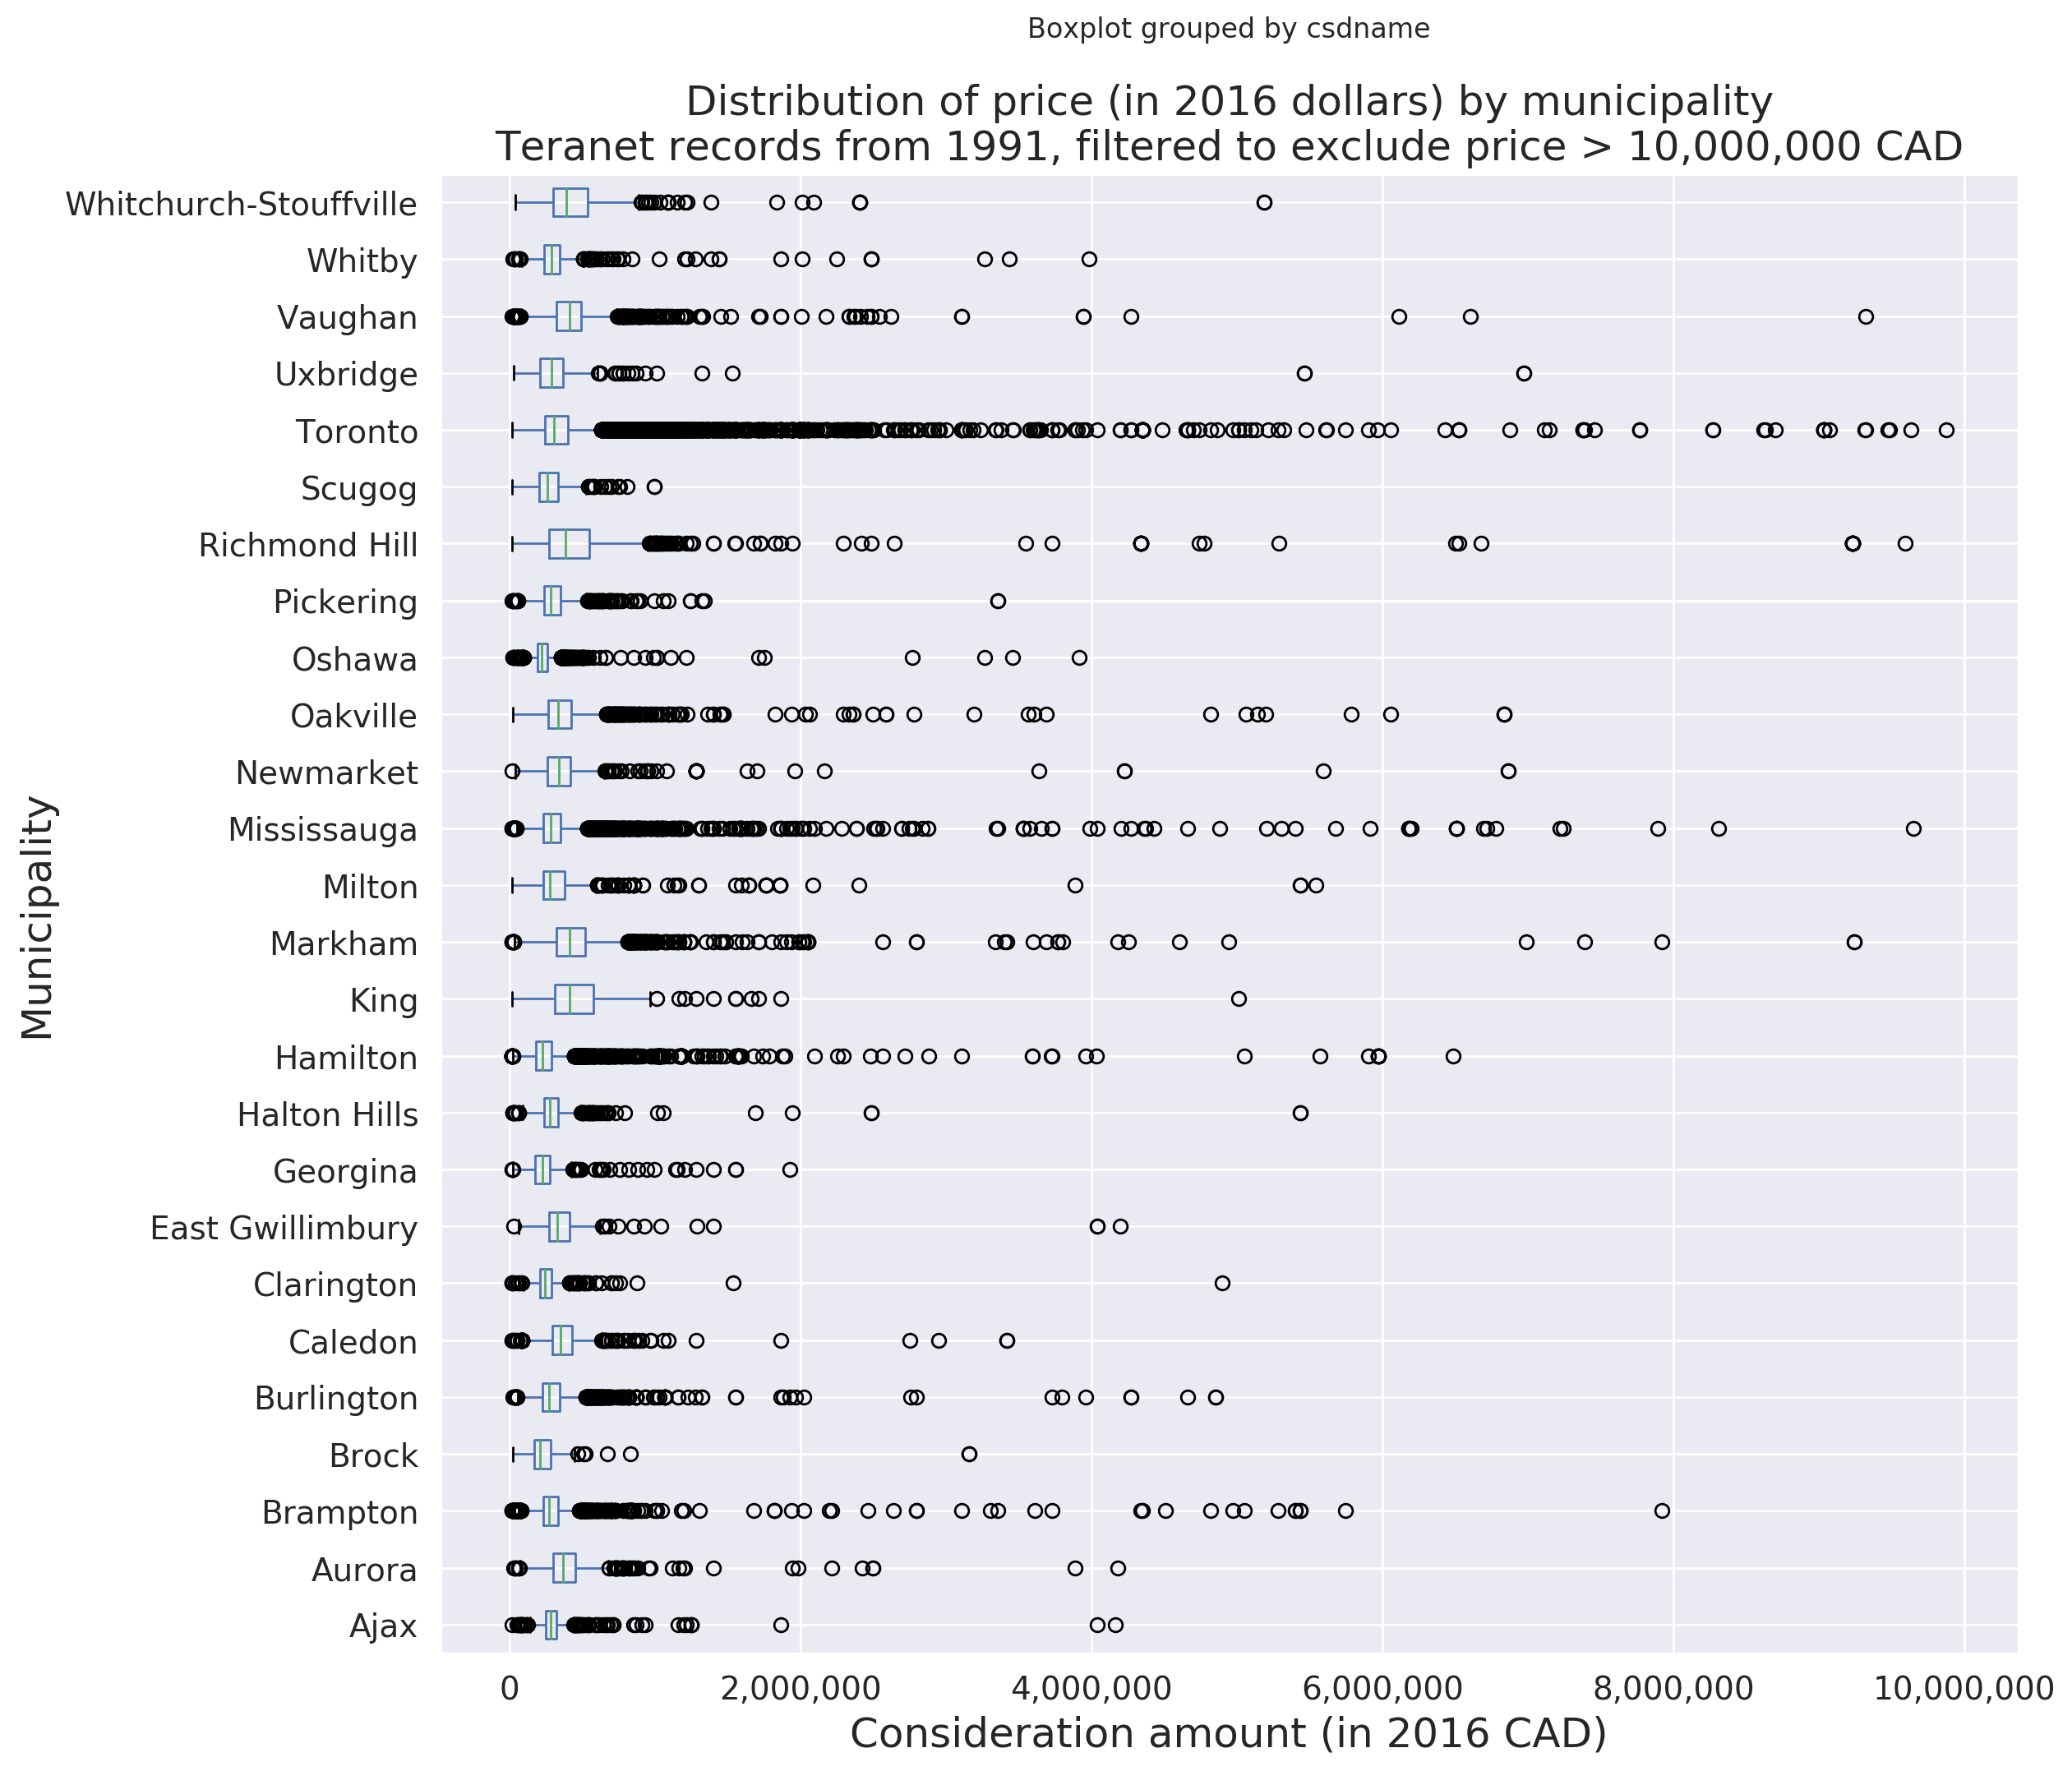 Boxplot grouped by csdname
Distribution of price (in 2016 dollars) by municipality
Teranet records from 1991, filtered to exclude price > 10,000,000 CAD
Whitchurch-Stouffville
Whitby
Vaughan
Uxbridge
Toronto
Scugog
Richmond Hill
Pickering
Oshawa
Oakville
Newmarket
Mississauga
Milton
Markham
King
Hamilton
Halton Hills
Georgina
East Gwillimbury
Clarington
Caledon
Burlington
Brock
Brampton
Aurora
Ajax
Municipality
0 2,000,000 4,000,000 6,000,000 8,000,000 10,000,000
Consideration amount (in 2016 CAD)